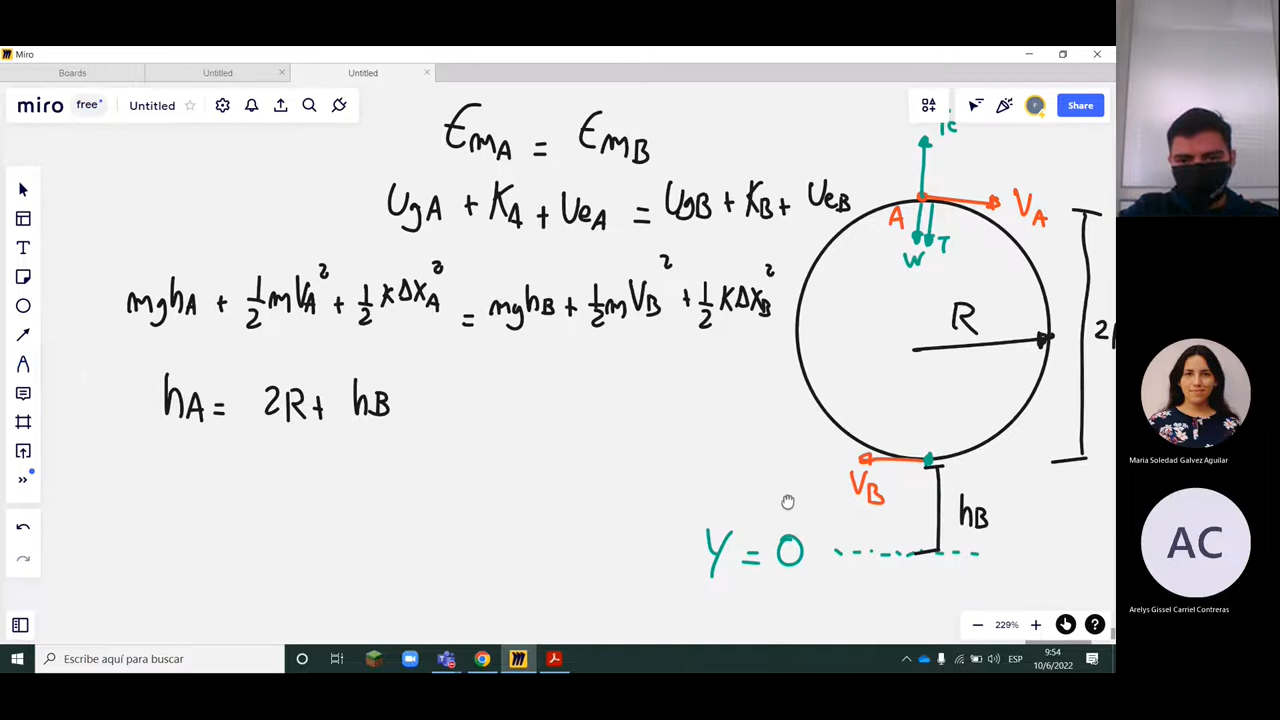 Miro
Boards
Untitled
Untitled
miro free
Untitled
Share
EmA = EmB
UgA + KA + UeA = UgB + KB + UeB
mghA + 1/2 mVA² + 1/2 KΔXA² = mghB + 1/2 mVB² + 1/2 KΔXB²
hA = 2R + hB
A
VA
W T
R
VB
hB
Y = 0
229%
Maria Soledad Galvez Aguilar
AC
Arelys Gissel Carriel Contreras
Escribe aquí para buscar
ESP
9:54
10/6/2022